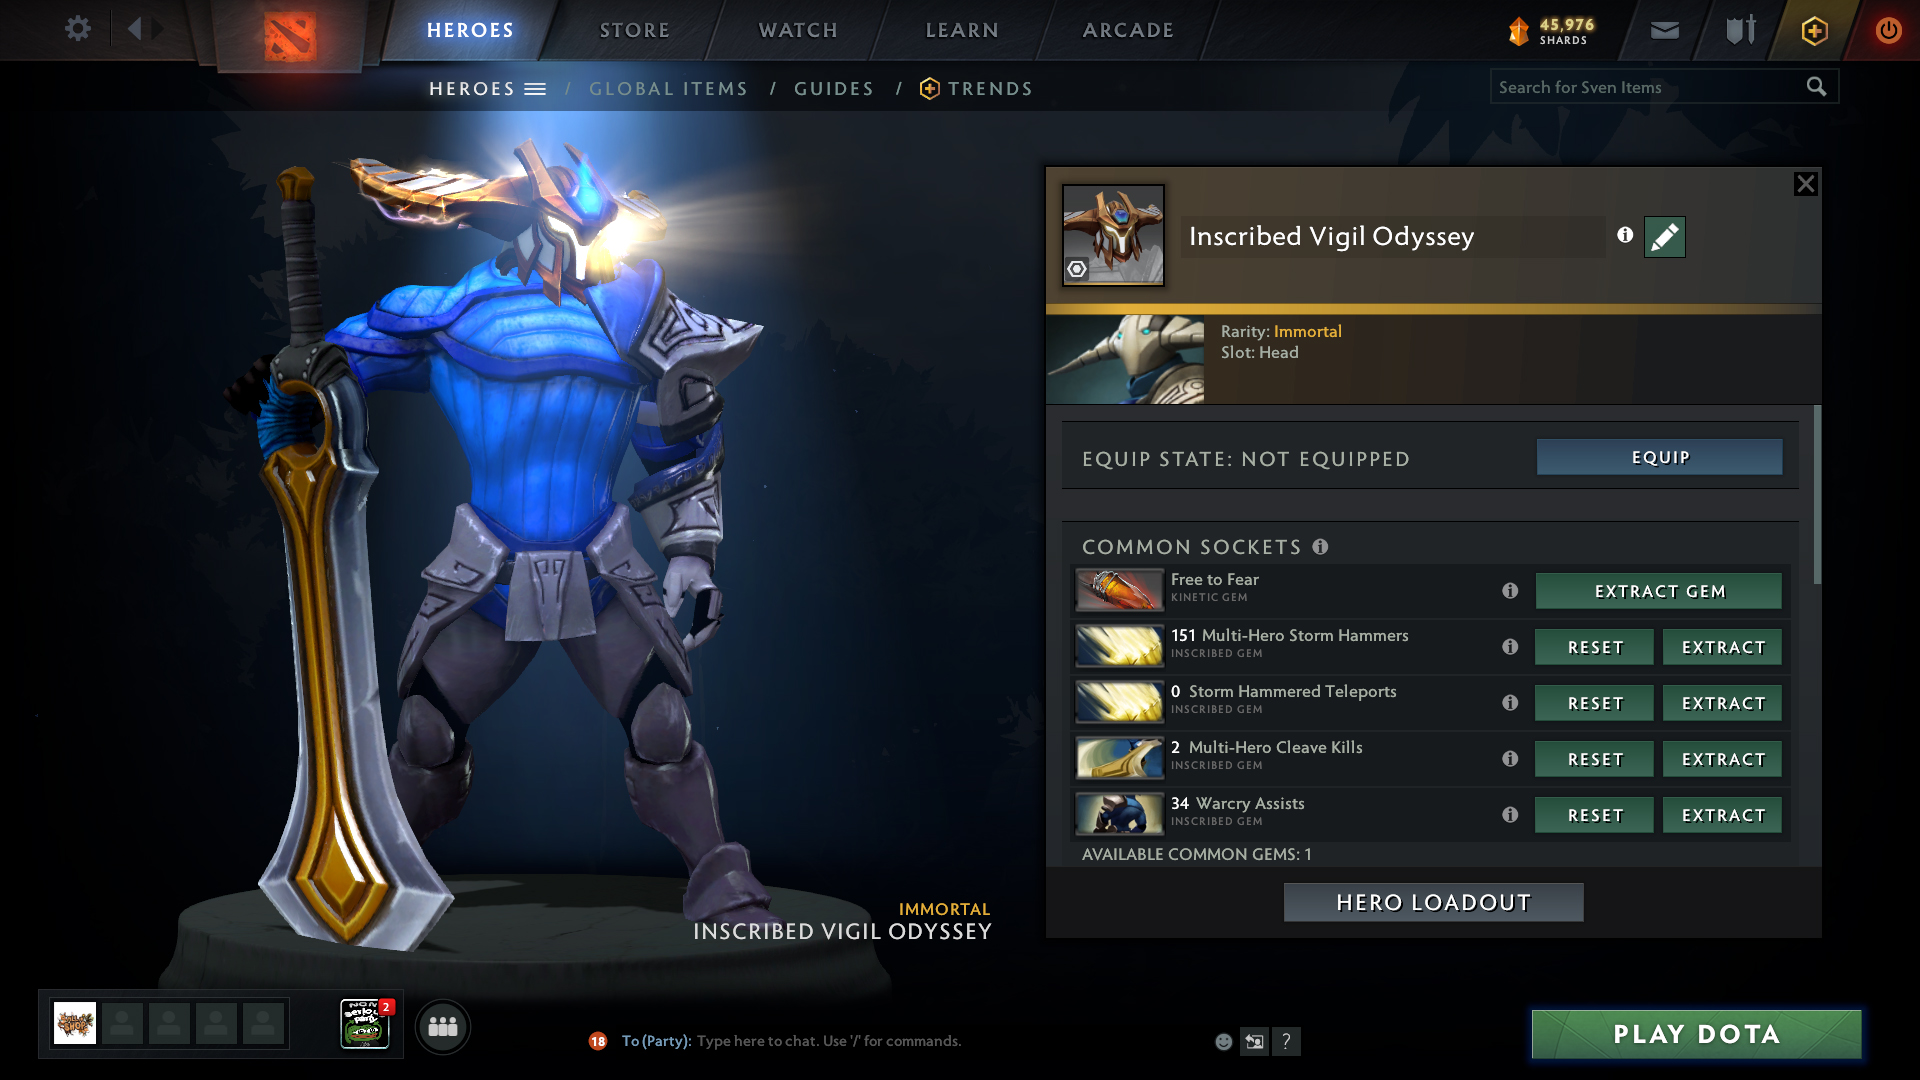 HEROES
STORE
WATCH
LEARN
ARCADE
45,976
SHARDS
HEROES / GLOBAL ITEMS / GUIDES / TRENDS
Search for Sven Items
Inscribed Vigil Odyssey
Rarity: Immortal
Slot: Head
EQUIP STATE: NOT EQUIPPED
EQUIP
COMMON SOCKETS
Free to Fear
KINETIC GEM
EXTRACT GEM
151 Multi-Hero Storm Hammers
INSCRIBED GEM
RESET
EXTRACT
0 Storm Hammered Teleports
INSCRIBED GEM
RESET
EXTRACT
2 Multi-Hero Cleave Kills
INSCRIBED GEM
RESET
EXTRACT
34 Warcry Assists
INSCRIBED GEM
RESET
EXTRACT
AVAILABLE COMMON GEMS: 1
HERO LOADOUT
IMMORTAL
INSCRIBED VIGIL ODYSSEY
2
18
To (Party): Type here to chat. Use '/' for commands.
?
PLAY DOTA